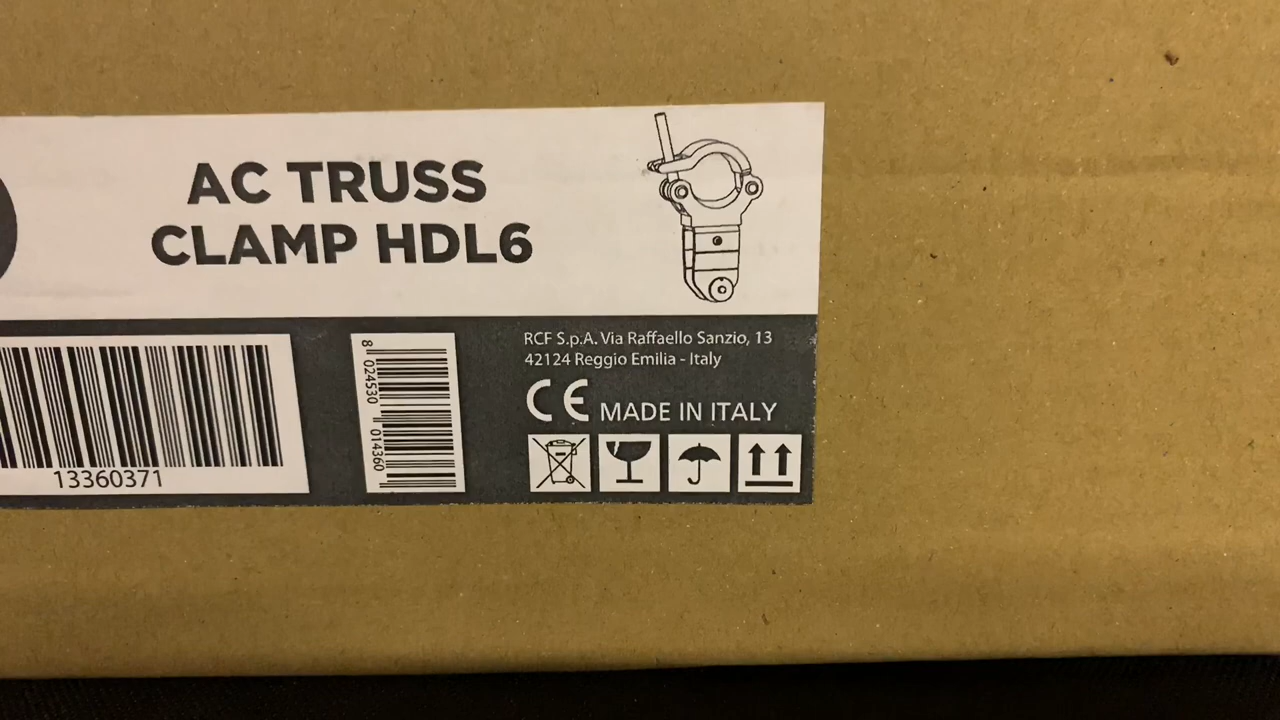 AC TRUSS
CLAMP HDL6
13360371
8 024530 014360
RCF S.p.A. Via Raffaello Sanzio, 13
42124 Reggio Emilia - Italy
CE MADE IN ITALY